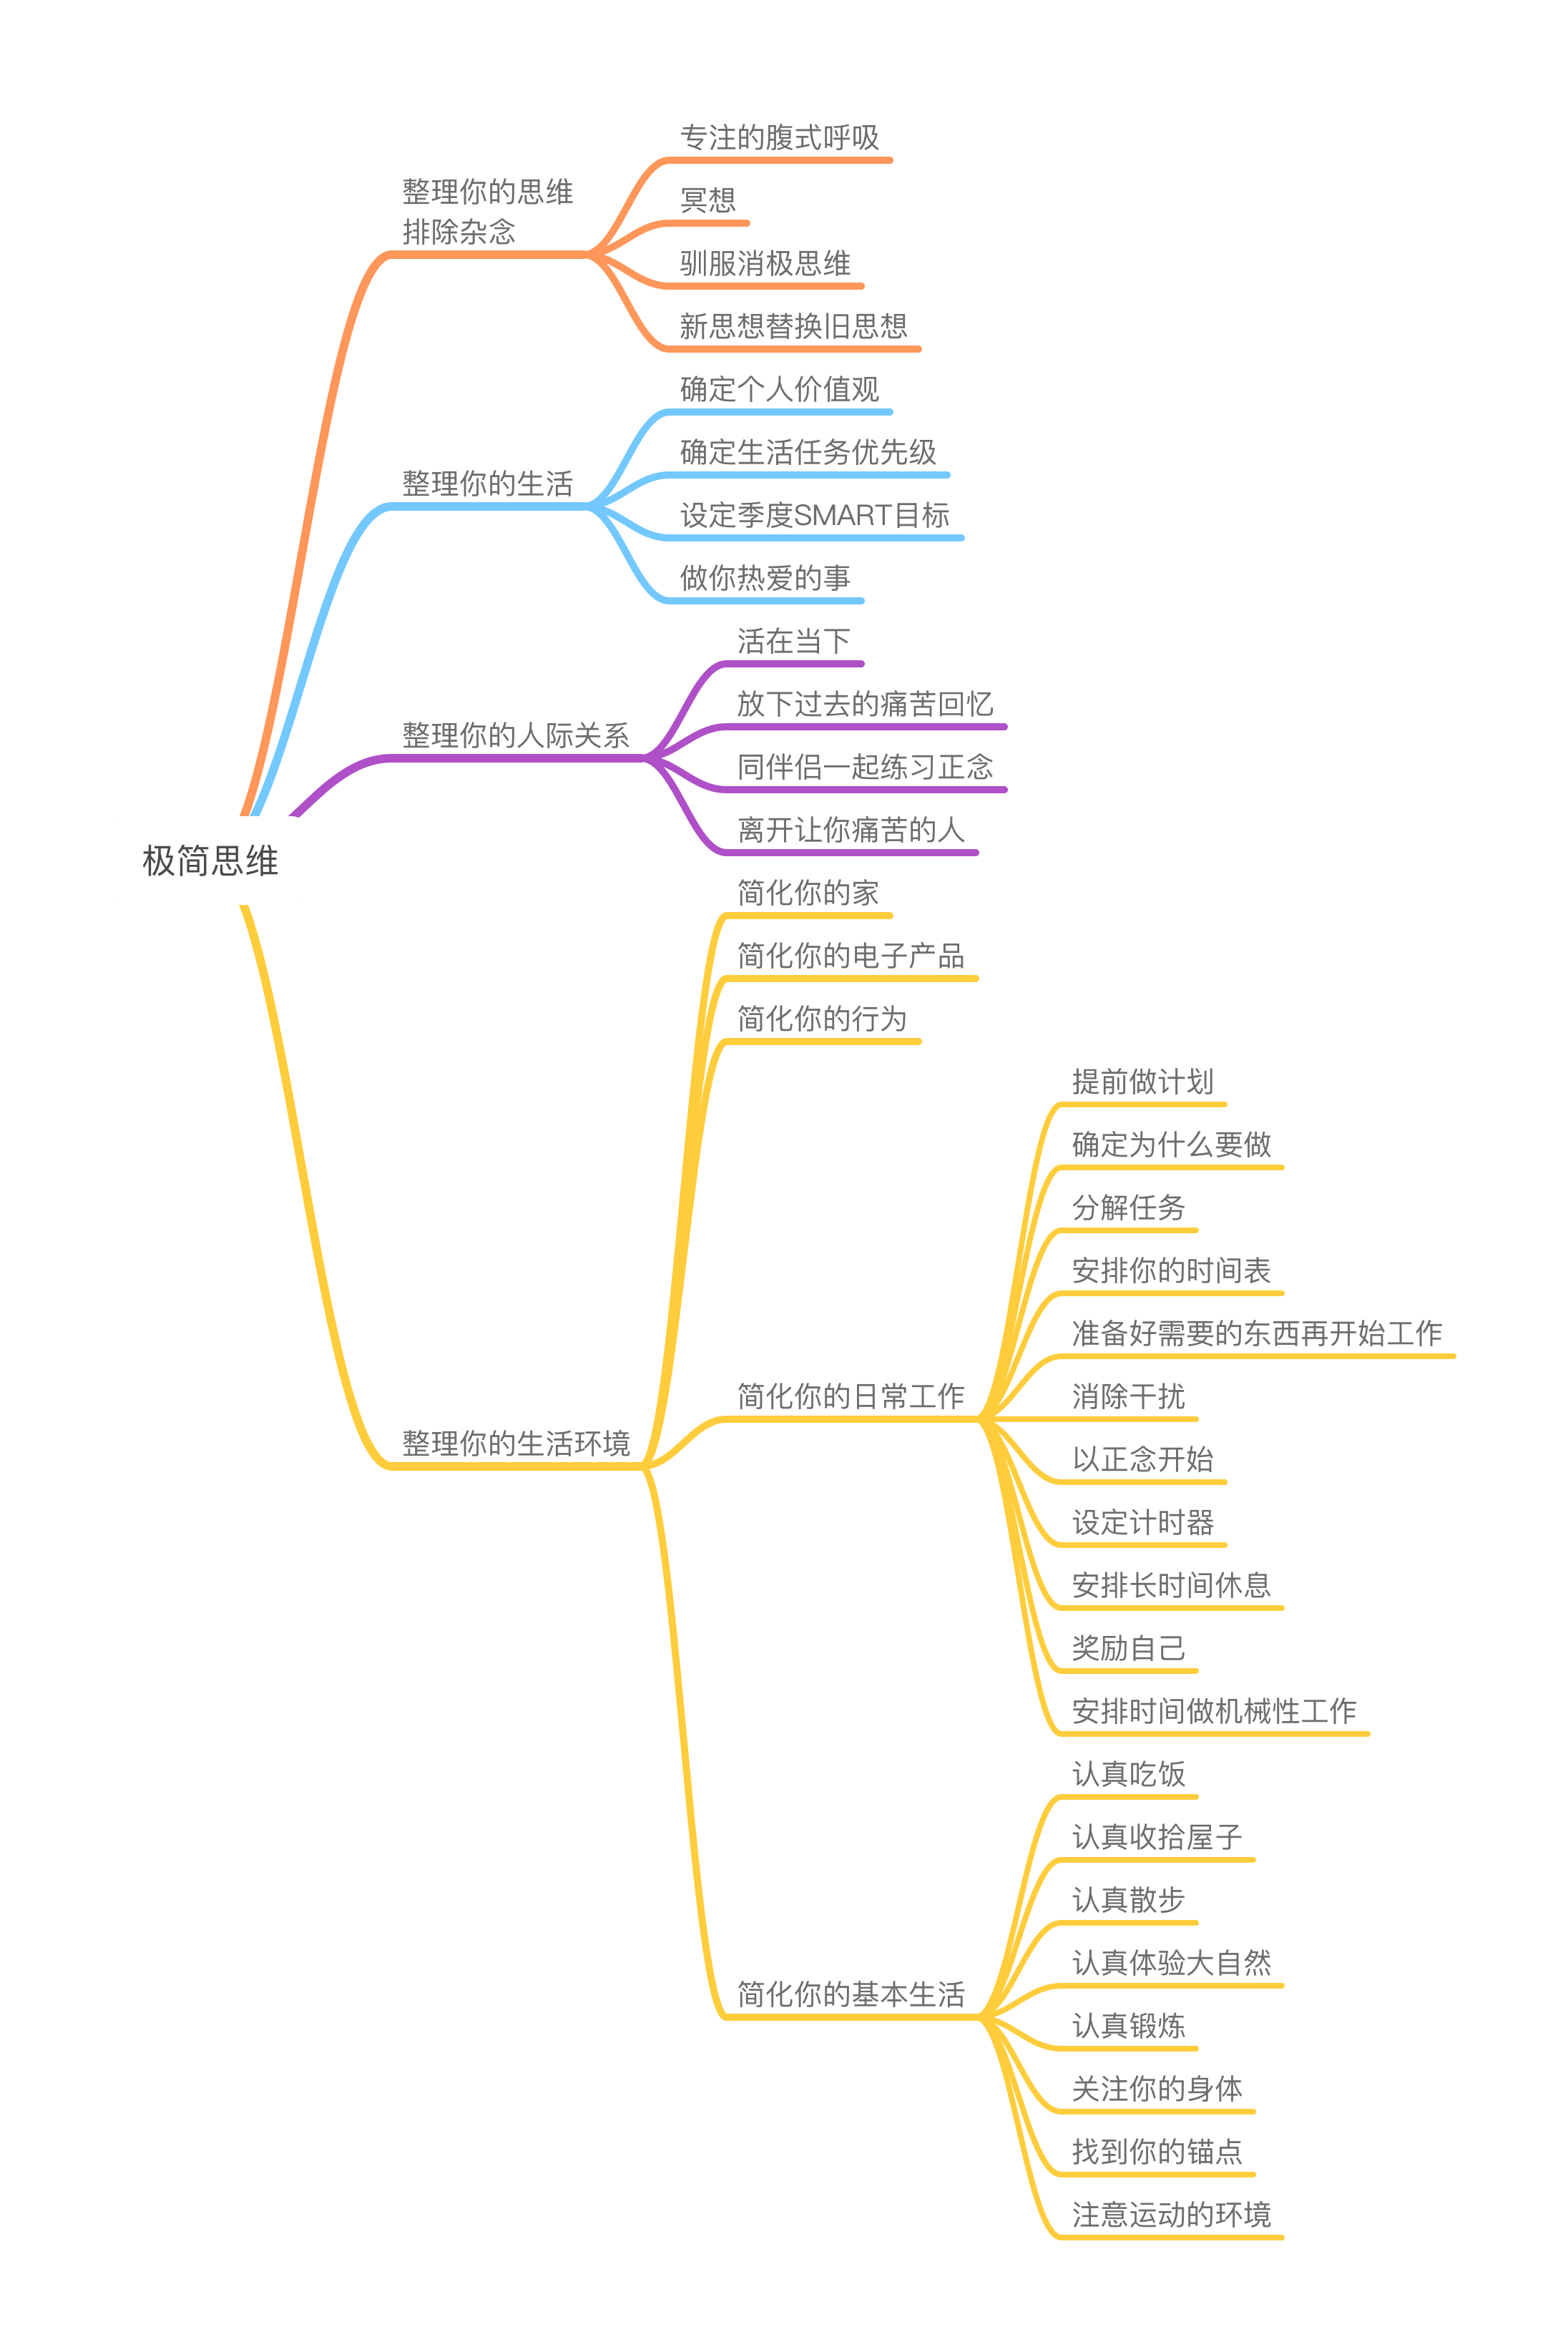 极简思维
整理你的思维
排除杂念
专注的腹式呼吸
冥想
驯服消极思维
新思想替换旧思想
整理你的生活
确定个人价值观
确定生活任务优先级
设定季度SMART目标
做你热爱的事
整理你的人际关系
活在当下
放下过去的痛苦回忆
同伴侣一起练习正念
离开让你痛苦的人
整理你的生活环境
简化你的家
简化你的电子产品
简化你的行为
简化你的日常工作
提前做计划
确定为什么要做
分解任务
安排你的时间表
准备好需要的东西再开始工作
消除干扰
以正念开始
设定计时器
安排长时间休息
奖励自己
安排时间做机械性工作
简化你的基本生活
认真吃饭
认真收拾屋子
认真散步
认真体验大自然
认真锻炼
关注你的身体
找到你的锚点
注意运动的环境